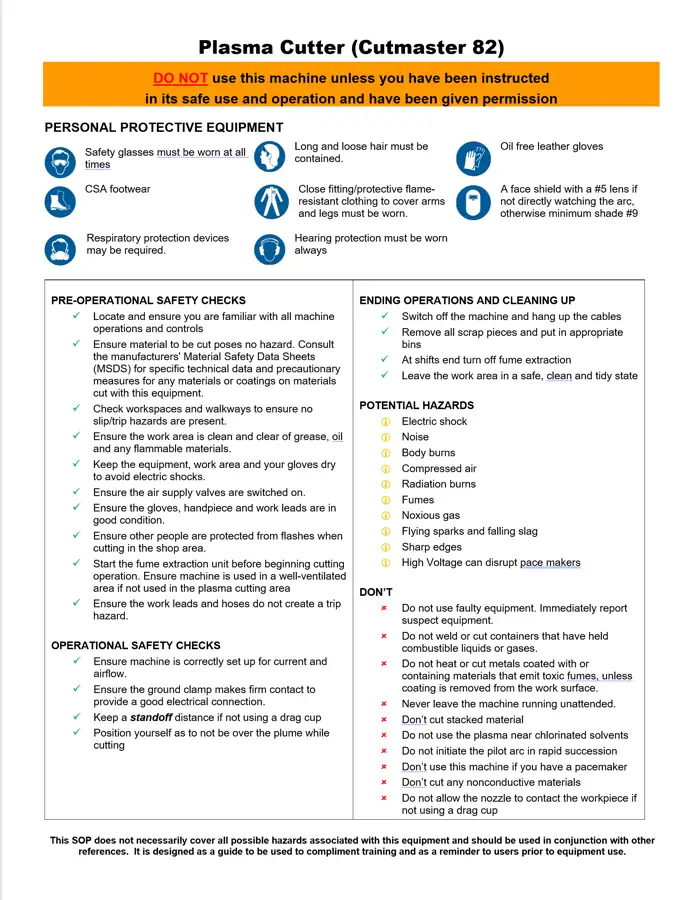 Plasma Cutter (Cutmaster 82)
DO NOT use this machine unless you have been instructed
in its safe use and operation and have been given permission
PERSONAL PROTECTIVE EQUIPMENT
Safety glasses must be worn at all
times
Long and loose hair must be
contained.
Oil free leather gloves
CSA footwear
Close fitting/protective flame-
resistant clothing to cover arms
and legs must be worn.
A face shield with a #5 lens if
not directly watching the arc,
otherwise minimum shade #9
Respiratory protection devices
may be required.
Hearing protection must be worn
always
PRE-OPERATIONAL SAFETY CHECKS
✓ Locate and ensure you are familiar with all machine
operations and controls
✓ Ensure material to be cut poses no hazard. Consult
the manufacturers' Material Safety Data Sheets
(MSDS) for specific technical data and precautionary
measures for any materials or coatings on materials
cut with this equipment.
✓ Check workspaces and walkways to ensure no
slip/trip hazards are present.
✓ Ensure the work area is clean and clear of grease, oil
and any flammable materials.
✓ Keep the equipment, work area and your gloves dry
to avoid electric shocks.
✓ Ensure the air supply valves are switched on.
✓ Ensure the gloves, handpiece and work leads are in
good condition.
✓ Ensure other people are protected from flashes when
cutting in the shop area.
✓ Start the fume extraction unit before beginning cutting
operation. Ensure machine is used in a well-ventilated
area if not used in the plasma cutting area
✓ Ensure the work leads and hoses do not create a trip
hazard.
OPERATIONAL SAFETY CHECKS
✓ Ensure machine is correctly set up for current and
airflow.
✓ Ensure the ground clamp makes firm contact to
provide a good electrical connection.
✓ Keep a standoff distance if not using a drag cup
✓ Position yourself as to not be over the plume while
cutting
ENDING OPERATIONS AND CLEANING UP
✓ Switch off the machine and hang up the cables
✓ Remove all scrap pieces and put in appropriate
bins
✓ At shifts end turn off fume extraction
✓ Leave the work area in a safe, clean and tidy state
POTENTIAL HAZARDS
Electric shock
Noise
Body burns
Compressed air
Radiation burns
Fumes
Noxious gas
Flying sparks and falling slag
Sharp edges
High Voltage can disrupt pace makers
DON'T
× Do not use faulty equipment. Immediately report
suspect equipment.
× Do not weld or cut containers that have held
combustible liquids or gases.
× Do not heat or cut metals coated with or
containing materials that emit toxic fumes, unless
coating is removed from the work surface.
× Never leave the machine running unattended.
× Don't cut stacked material
× Do not use the plasma near chlorinated solvents
× Do not initiate the pilot arc in rapid succession
× Don't use this machine if you have a pacemaker
× Don't cut any nonconductive materials
× Do not allow the nozzle to contact the workpiece if
not using a drag cup
This SOP does not necessarily cover all possible hazards associated with this equipment and should be used in conjunction with other
references. It is designed as a guide to be used to compliment training and as a reminder to users prior to equipment use.